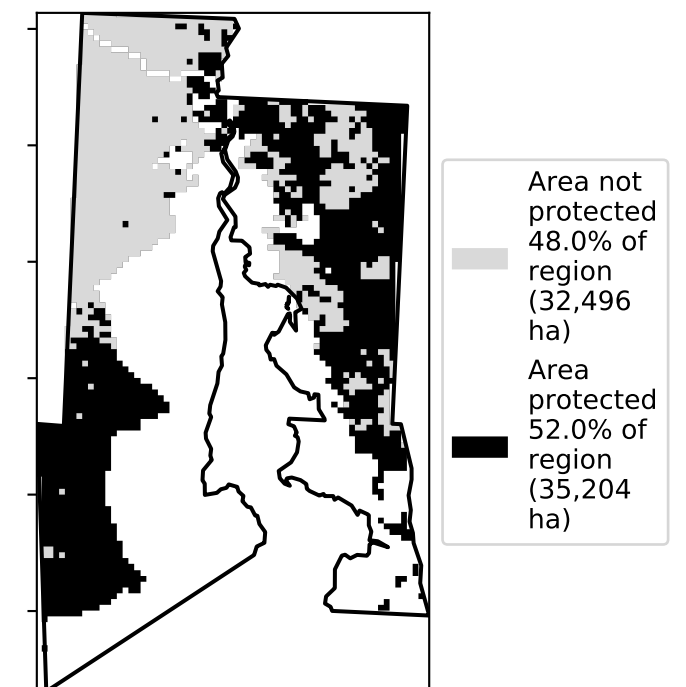 Area not
protected
48.0% of
region
(32,496
ha)
Area
protected
52.0% of
region
(35,204
ha)